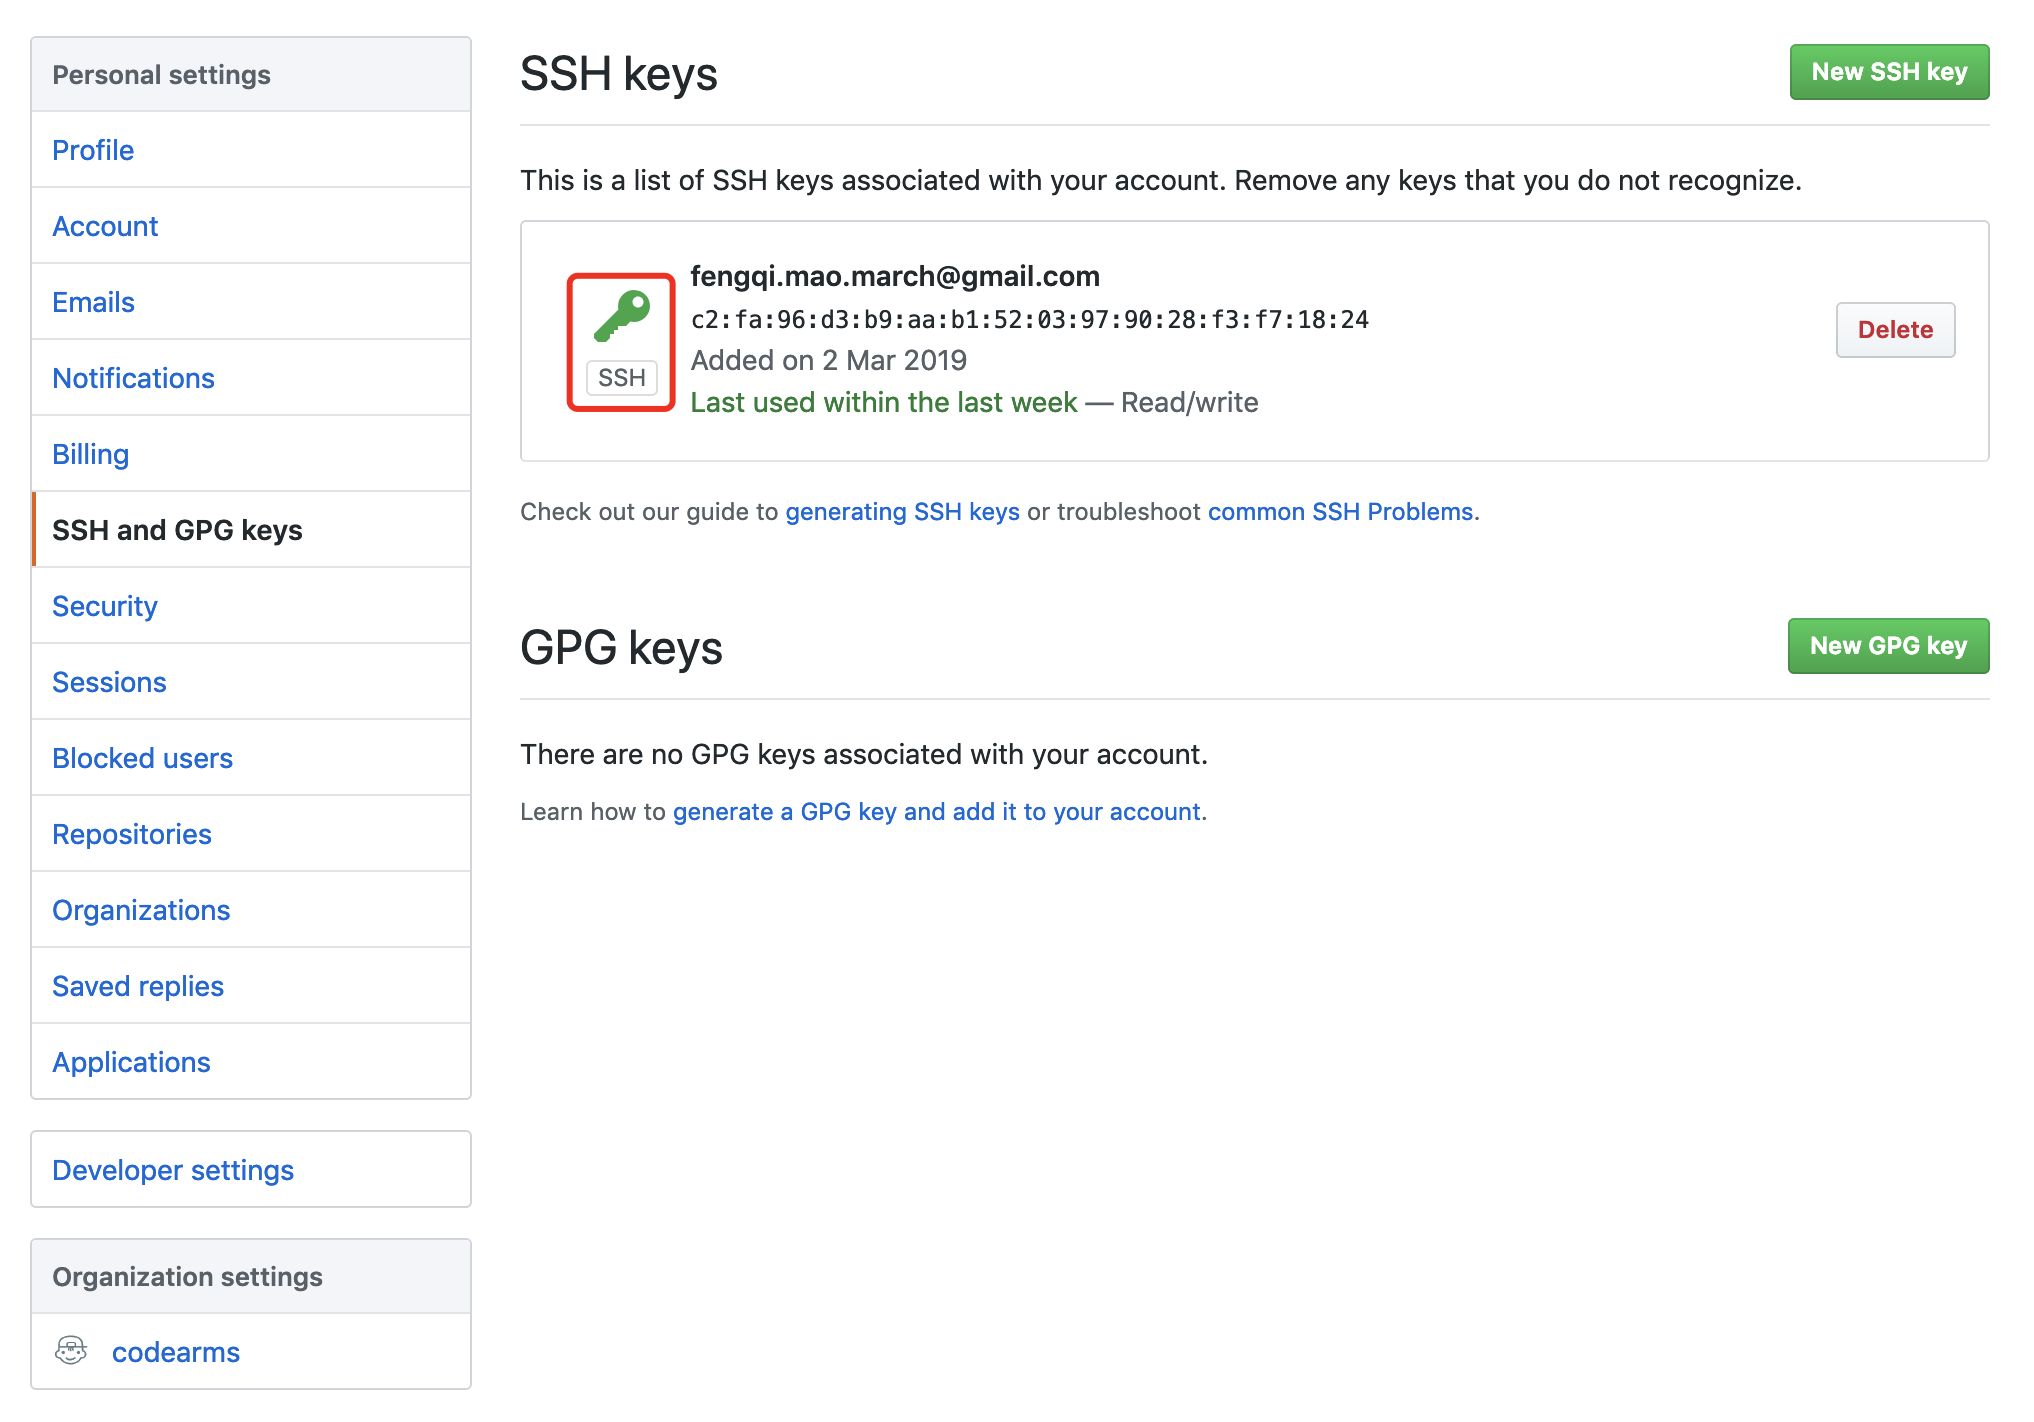 Personal settings
Profile
Account
Emails
Notifications
Billing
SSH and GPG keys
Security
Sessions
Blocked users
Repositories
Organizations
Saved replies
Applications
Developer settings
Organization settings
codearms
SSH keys
New SSH key
This is a list of SSH keys associated with your account. Remove any keys that you do not recognize.
SSH
fengqi.mao.march@gmail.com
c2:fa:96:d3:b9:aa:b1:52:03:97:90:28:f3:f7:18:24
Added on 2 Mar 2019
Last used within the last week — Read/write
Delete
Check out our guide to generating SSH keys or troubleshoot common SSH Problems.
GPG keys
New GPG key
There are no GPG keys associated with your account.
Learn how to generate a GPG key and add it to your account.